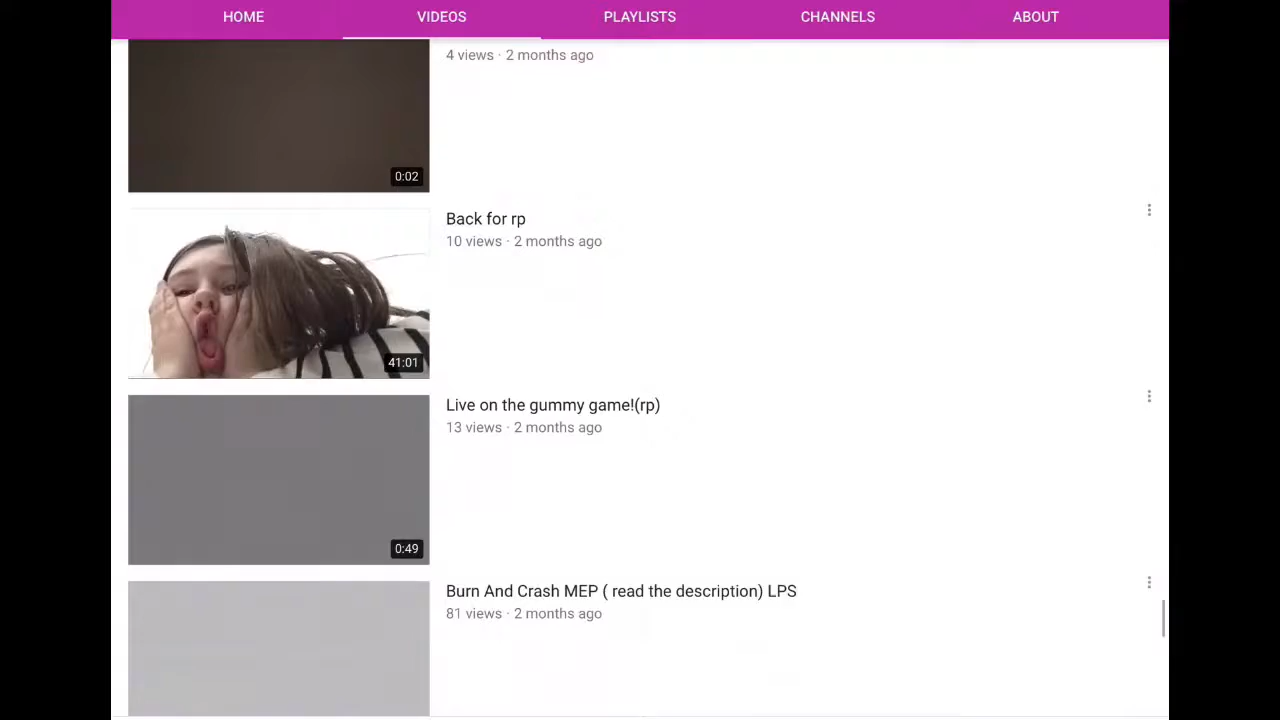 HOME VIDEOS PLAYLISTS CHANNELS ABOUT
4 views · 2 months ago
0:02
Back for rp
10 views · 2 months ago
41:01
Live on the gummy game!(rp)
13 views · 2 months ago
0:49
Burn And Crash MEP ( read the description) LPS
81 views · 2 months ago